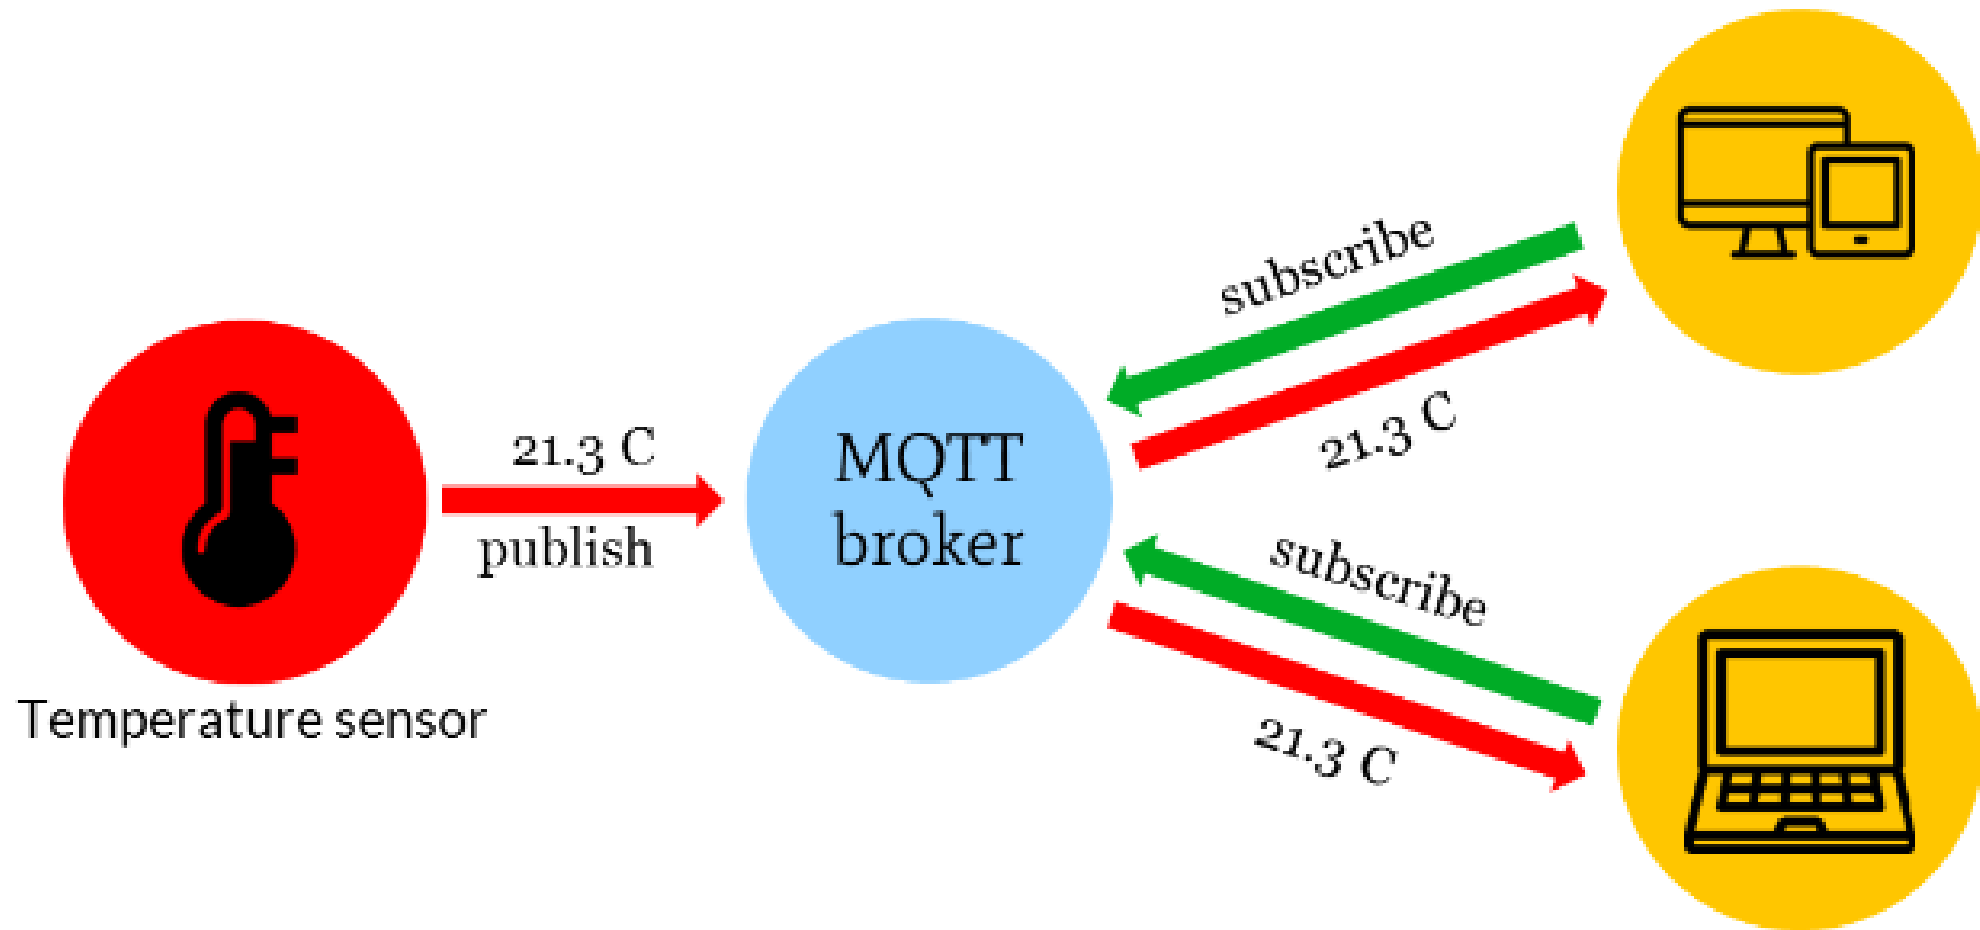 subscribe
21.3 C
21.3 C
publish
MQTT
broker
subscribe
21.3 C
Temperature sensor